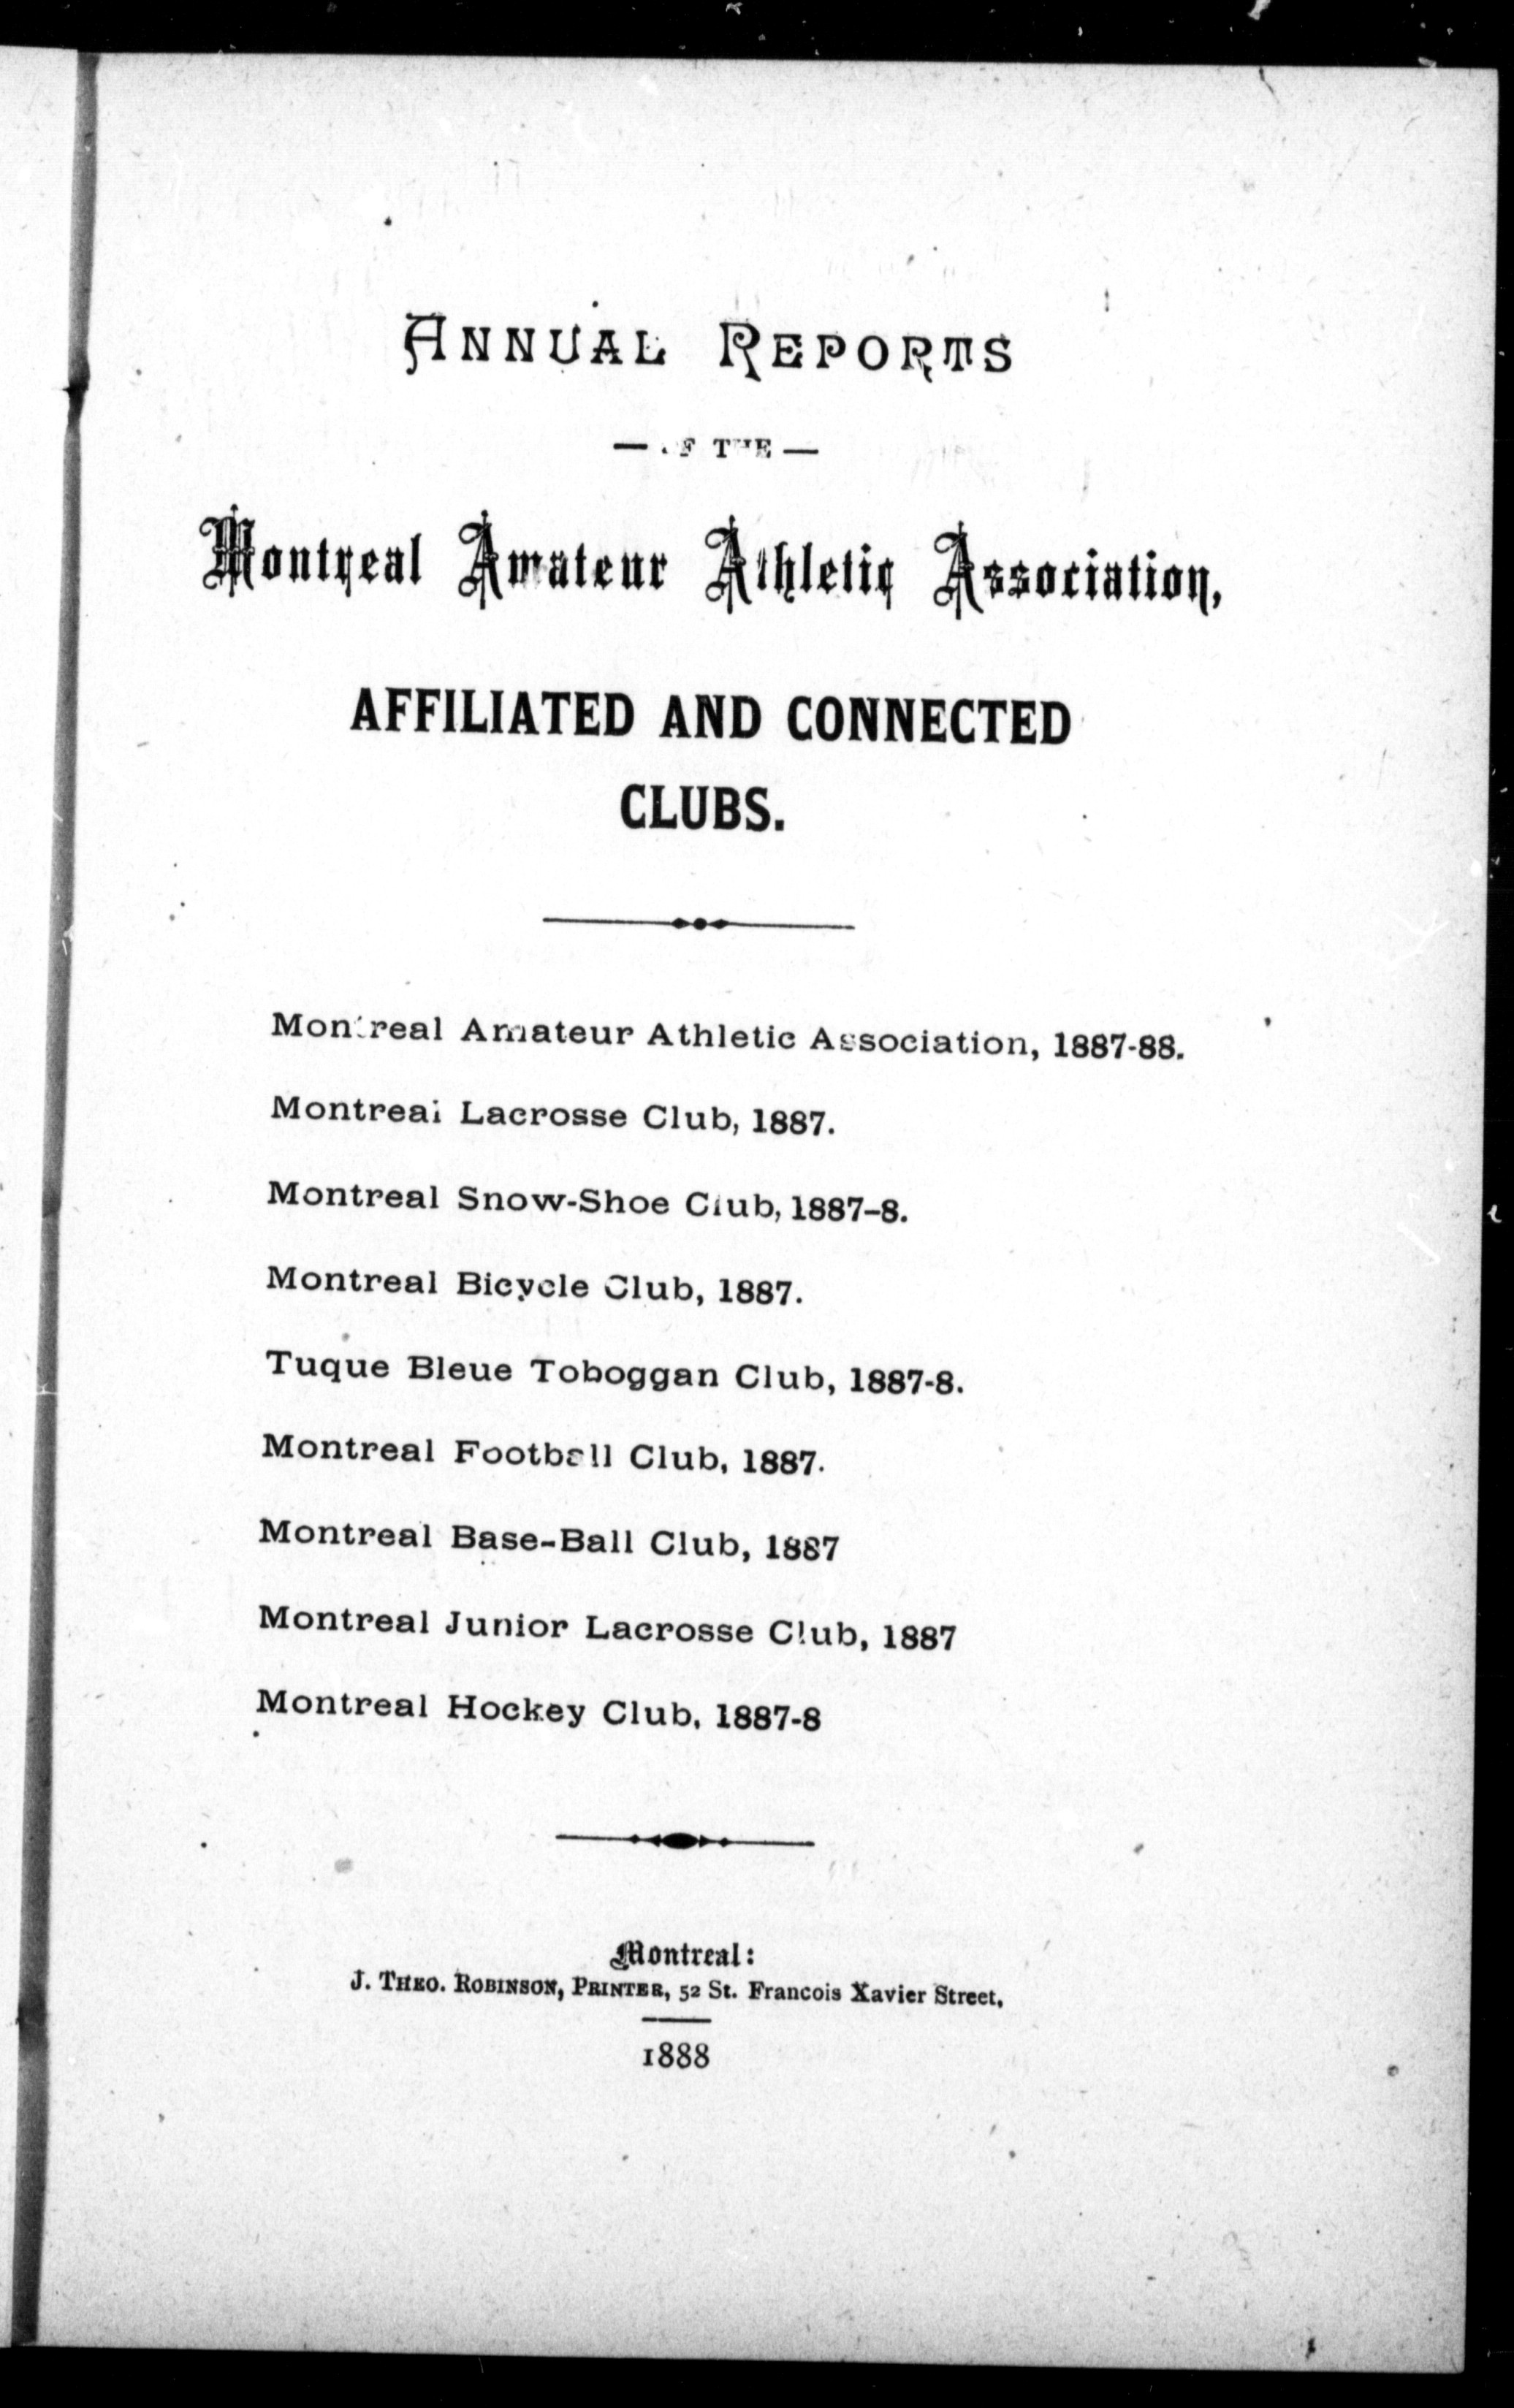 ANNUAL REPORTS
— OF THE —
Montreal Amateur Athletic Association,
AFFILIATED AND CONNECTED
CLUBS.
Montreal Amateur Athletic Association, 1887-88.
Montreal Lacrosse Club, 1887.
Montreal Snow-Shoe Club, 1887-8.
Montreal Bicycle Club, 1887.
Tuque Bleue Toboggan Club, 1887-8.
Montreal Football Club, 1887.
Montreal Base-Ball Club, 1887
Montreal Junior Lacrosse Club, 1887
Montreal Hockey Club, 1887-8
Montreal:
J. THEO. ROBINSON, PRINTER, 52 St. Francois Xavier Street.
1888